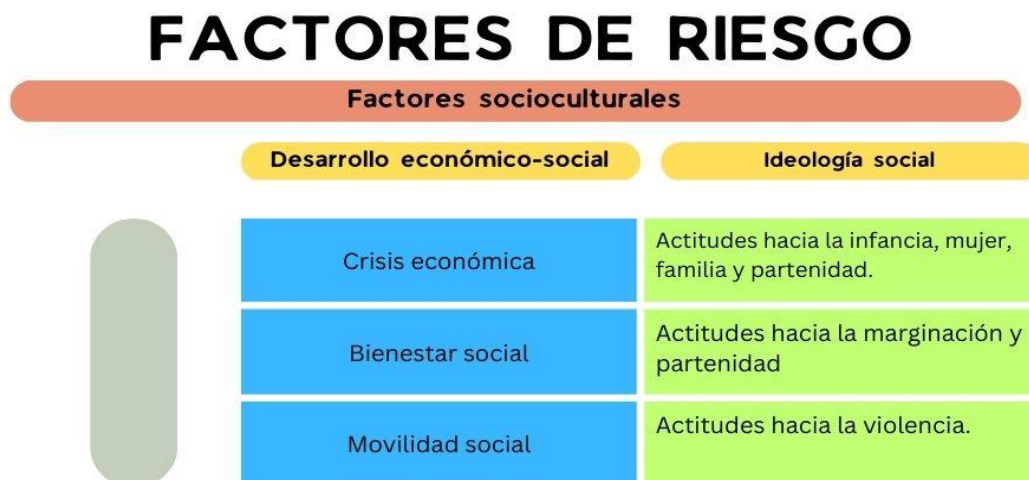 FACTORES DE RIESGO
Factores socioculturales
Desarrollo económico-social
Ideología social
Crisis económica
Actitudes hacia la infancia, mujer,
familia y partenidad.
Bienestar social
Actitudes hacia la marginación y
partenidad
Movilidad social
Actitudes hacia la violencia.